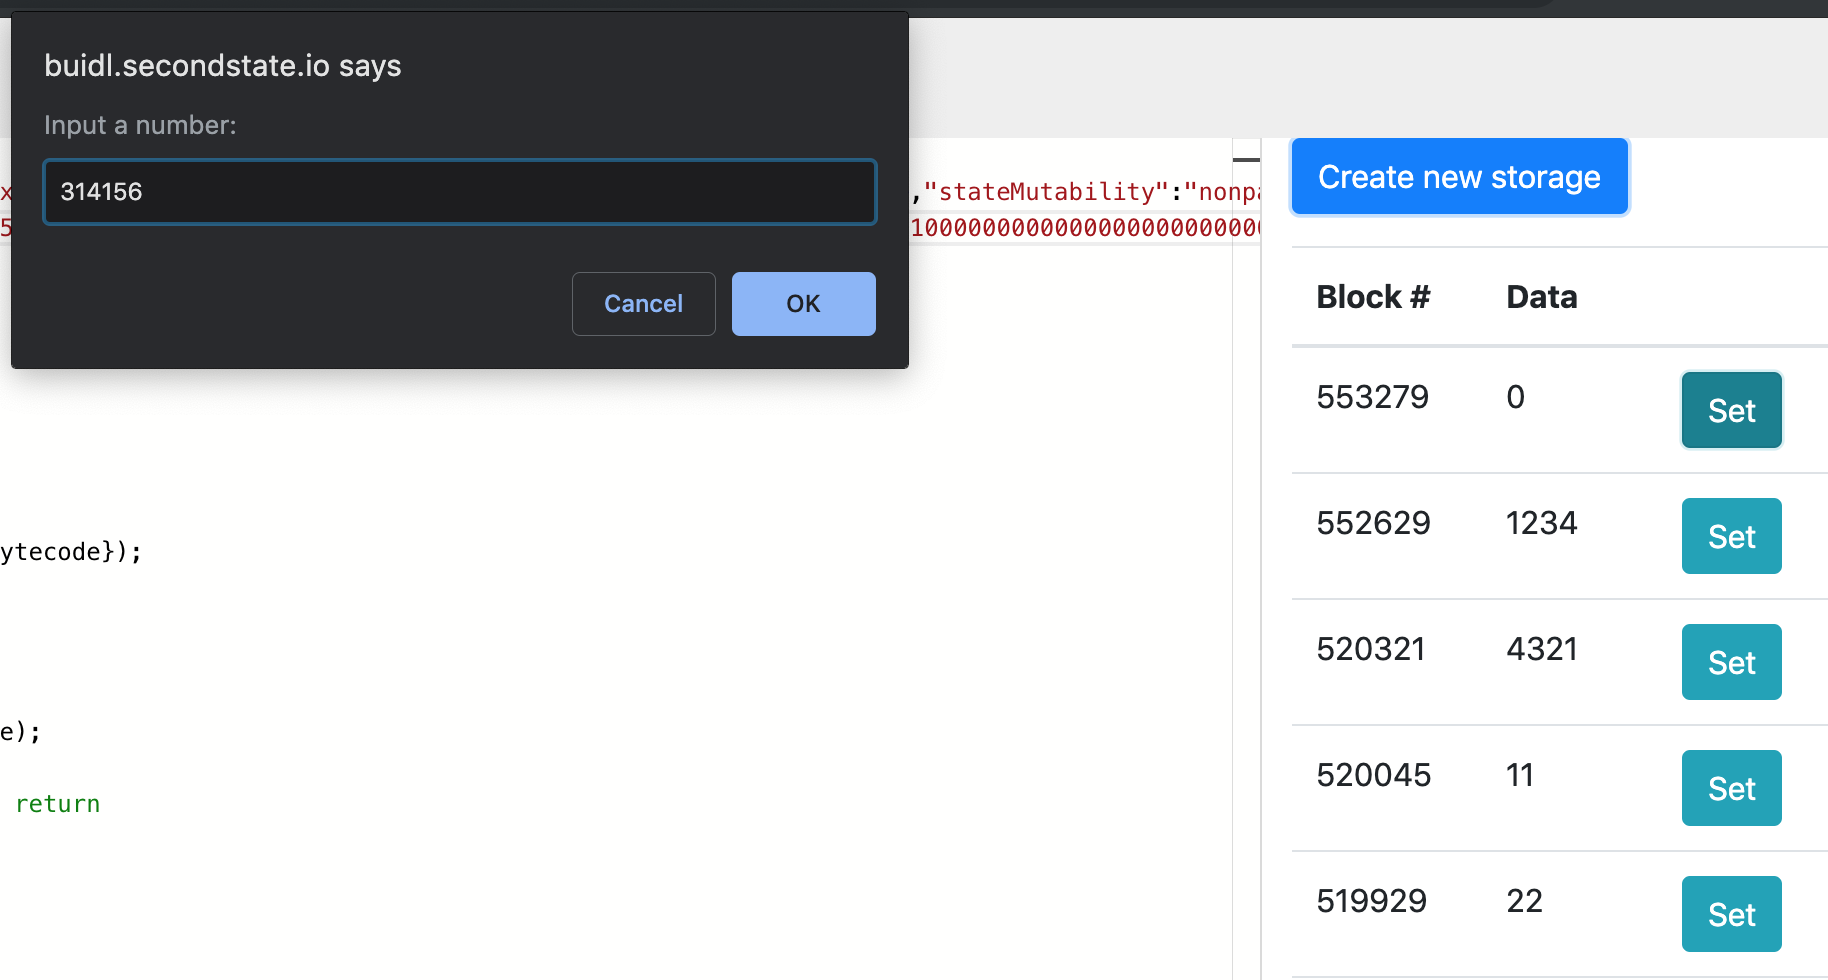 buidl.secondstate.io says
Input a number:
314156
Cancel
OK
x
,"stateMutability":"nonpa
5
ytecode});
e);
return
Create new storage
Block # Data
553279 0 Set
552629 1234 Set
520321 4321 Set
520045 11 Set
519929 22 Set